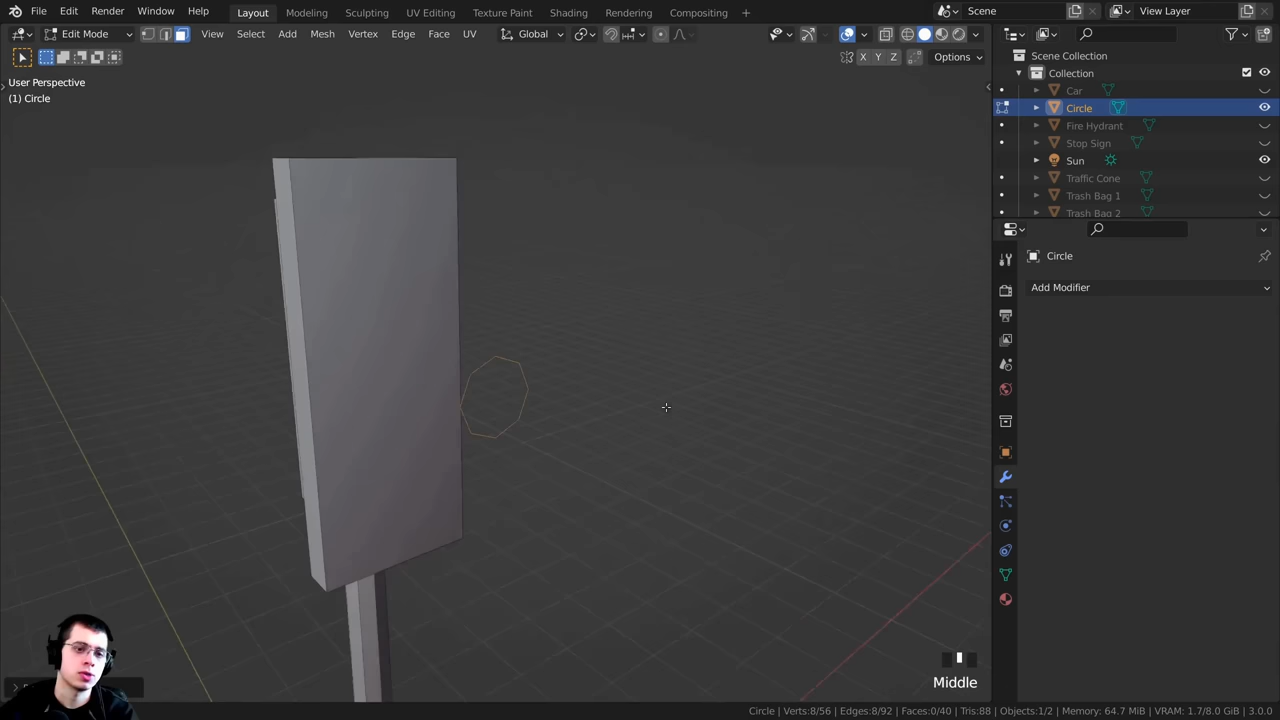 File Edit Render Window Help
Layout Modeling Sculpting UV Editing Texture Paint Shading Rendering Compositing +
Scene
View Layer
Edit Mode
View Select Add Mesh Vertex Edge Face UV
Global
X Y Z
Options
User Perspective
(1) Circle
Scene Collection
Collection
Car
Circle
Fire Hydrant
Stop Sign
Sun
Traffic Cone
Trash Bag 1
Trash Bag 2
Circle
Add Modifier
Middle
Circle | Verts:8/56 | Edges:8/92 | Faces:0/40 | Tris:88 | Objects:1/2 | Memory: 64.7 MiB | VRAM: 1.7/8.0 GiB | 3.0.0